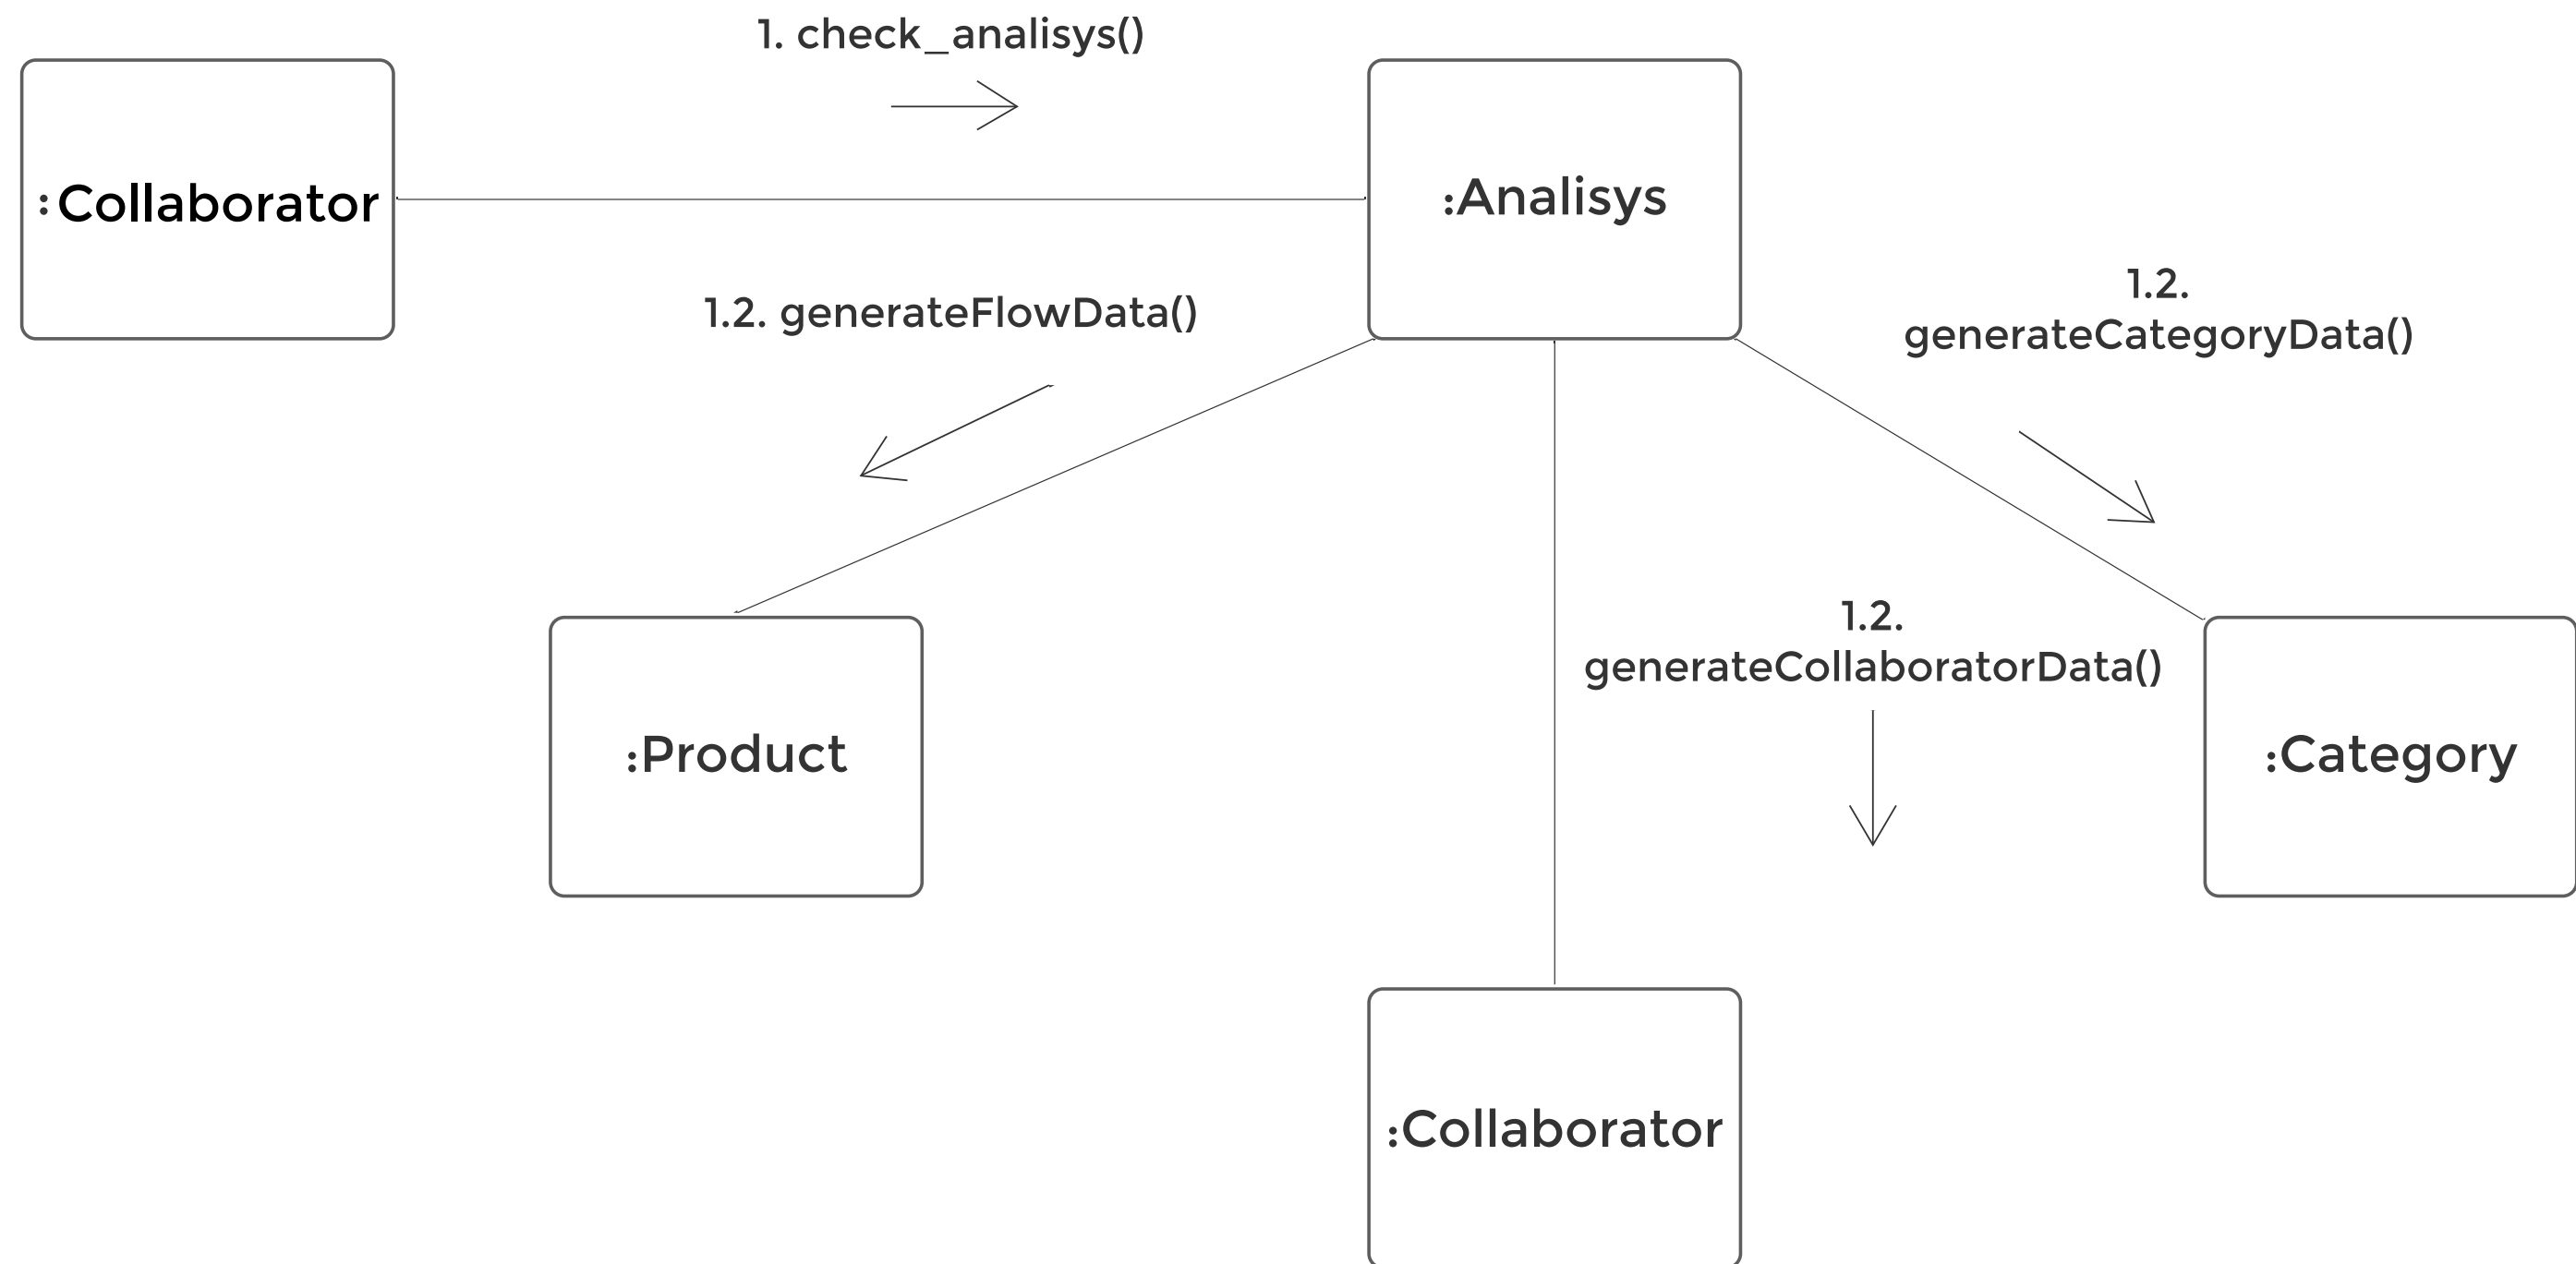 1. check_analisys()
:Collaborator
:Analisys
1.2. generateFlowData()
1.2.
generateCategoryData()
1.2.
generateCollaboratorData()
:Product
:Category
:Collaborator